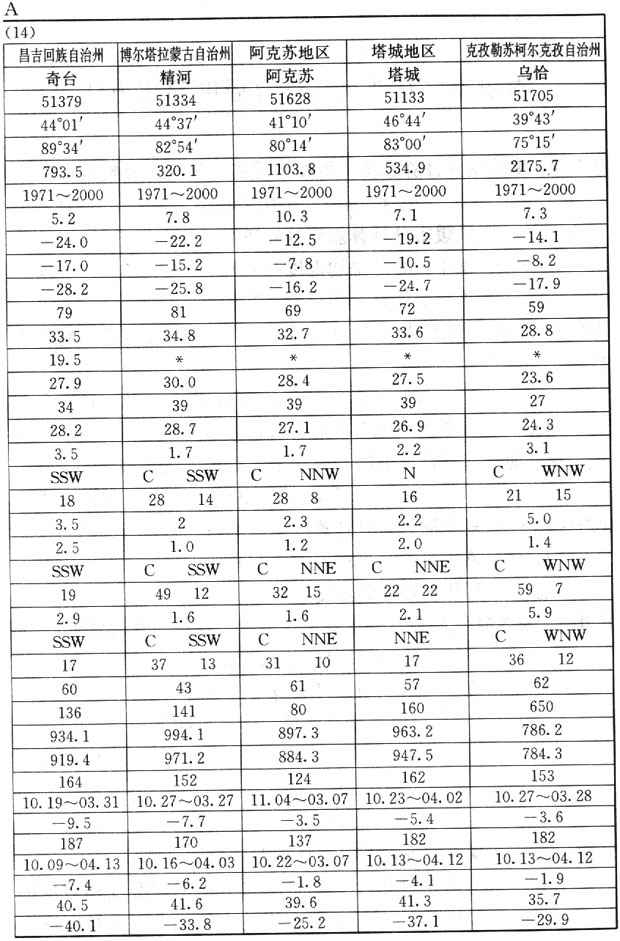 A
(14)
昌吉回族自治州 博尔塔拉蒙古自治州 阿克苏地区 塔城地区 克孜勒苏柯尔克孜自治州
奇台 精河 阿克苏 塔城 乌恰
51379 51334 51628 51133 51705
44°01′ 44°37′ 41°10′ 46°44′ 39°43′
89°34′ 82°54′ 80°14′ 83°00′ 75°15′
793.5 320.1 1103.8 534.9 2175.7
1971～2000 1971～2000 1971～2000 1971～2000 1971～2000
5.2 7.8 10.3 7.1 7.3
－24.0 －22.2 －12.5 －19.2 －14.1
－17.0 －15.2 －7.8 －10.5 －8.2
－28.2 －25.8 －16.2 －24.7 －17.9
79 81 69 72 59
33.5 34.8 32.7 33.6 28.8
19.5 * * * *
27.9 30.0 28.4 27.5 23.6
34 39 39 39 27
28.2 28.7 27.1 26.9 24.3
3.5 1.7 1.7 2.2 3.1
SSW C SSW C NNW N C WNW
18 28 14 28 8 16 21 15
3.5 2 2.3 2.2 5.0
2.5 1.0 1.2 2.0 1.4
SSW C SSW C NNE C NNE C WNW
19 49 12 32 15 22 22 59 7
2.9 1.6 1.6 2.1 5.9
SSW C SSW C NNE NNE C WNW
17 37 13 31 10 17 36 12
60 43 61 57 62
136 141 80 160 650
934.1 994.1 897.3 963.2 786.2
919.4 971.2 884.3 947.5 784.3
164 152 124 162 153
10.19～03.31 10.27～03.27 11.04～03.07 10.23～04.02 10.27～03.28
－9.5 －7.7 －3.5 －5.4 －3.6
187 170 137 182 182
10.09～04.13 10.16～04.03 10.22～03.07 10.13～04.12 10.13～04.12
－7.4 －6.2 －1.8 －4.1 －1.9
40.5 41.6 39.6 41.3 35.7
－40.1 －33.8 －25.2 －37.1 －29.9